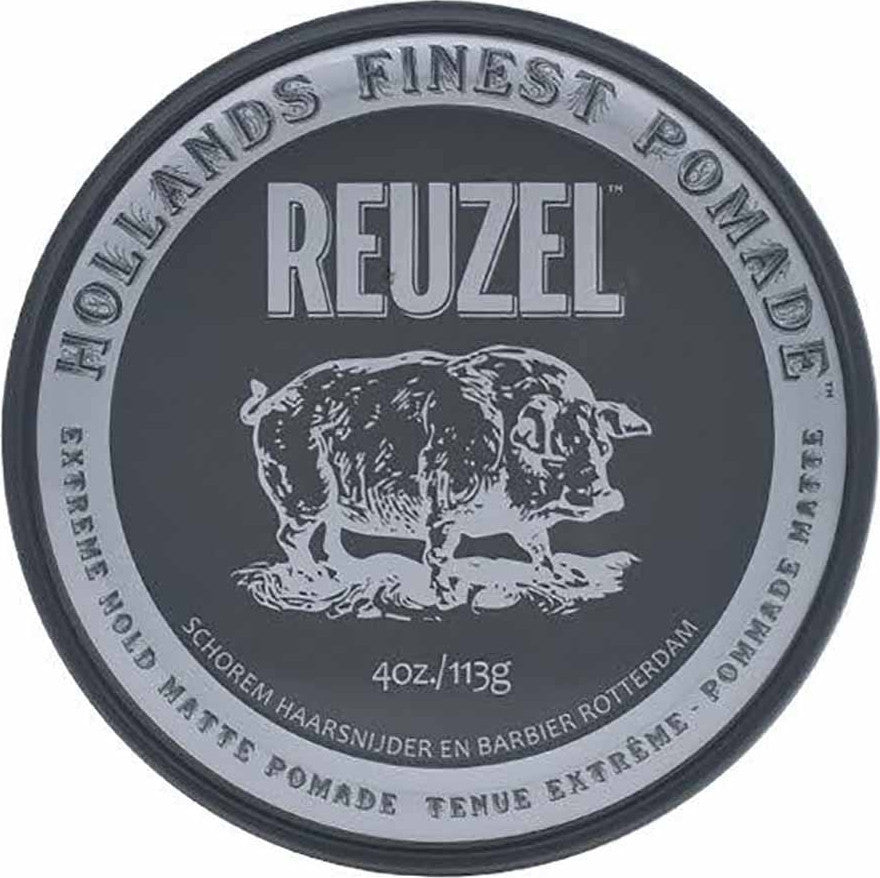 HOLLANDS FINEST POMADE™
REUZEL™
4oz./113g
SCHOREM HAARSNIJDER EN BARBIER ROTTERDAM
EXTREME HOLD MATTE POMADE
TENUE EXTRÊME - POMMADE MATTE